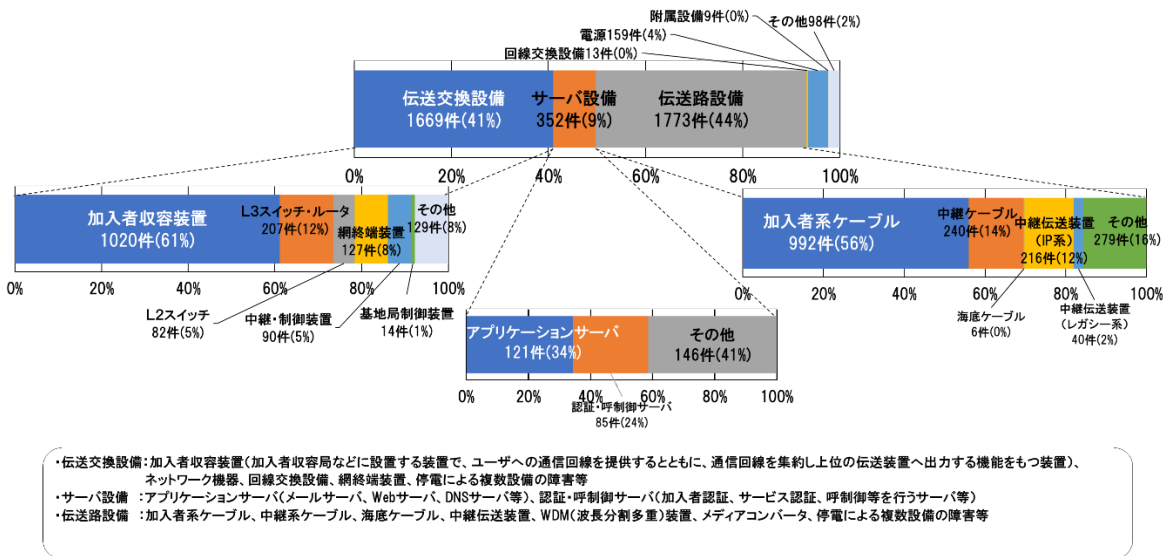 附属設備9件(0%)
その他98件(2%)
電源159件(4%)
回線交換設備13件(0%)
伝送交換設備
1669件(41%)
サーバ設備
352件(9%)
伝送路設備
1773件(44%)
0% 20% 40% 60% 80% 100%
加入者収容装置
1020件(61%)
L3スイッチ・ルータ
207件(12%)
網終端装置
127件(8%)
その他
129件(8%)
0% 20% 40% 60% 80% 100%
L2スイッチ
82件(5%)
中継・制御装置
90件(5%)
基地局制御装置
14件(1%)
加入者系ケーブル
992件(56%)
中継ケーブル
240件(14%)
中継伝送装置
(IP系)
216件(12%)
その他
279件(16%)
0% 20% 40% 60% 80% 100%
海底ケーブル
6件(0%)
中継伝送装置
(レガシー系)
40件(2%)
アプリケーションサーバ
121件(34%)
その他
146件(41%)
0% 20% 40% 60% 80% 100%
認証・呼制御サーバ
85件(24%)
・伝送交換設備:加入者収容装置(加入者収容局などに設置する装置で、ユーザへの通信回線を提供するとともに、通信回線を集約し上位の伝送装置へ出力する機能をもつ装置)、
ネットワーク機器、回線交換設備、網終端装置、停電による複数設備の障害等
・サーバ設備 :アプリケーションサーバ(メールサーバ、Webサーバ、DNSサーバ等)、認証・呼制御サーバ(加入者認証、サービス認証、呼制御等を行うサーバ等)
・伝送路設備 :加入者系ケーブル、中継系ケーブル、海底ケーブル、中継伝送装置、WDM(波長分割多重)装置、メディアコンバータ、停電による複数設備の障害等